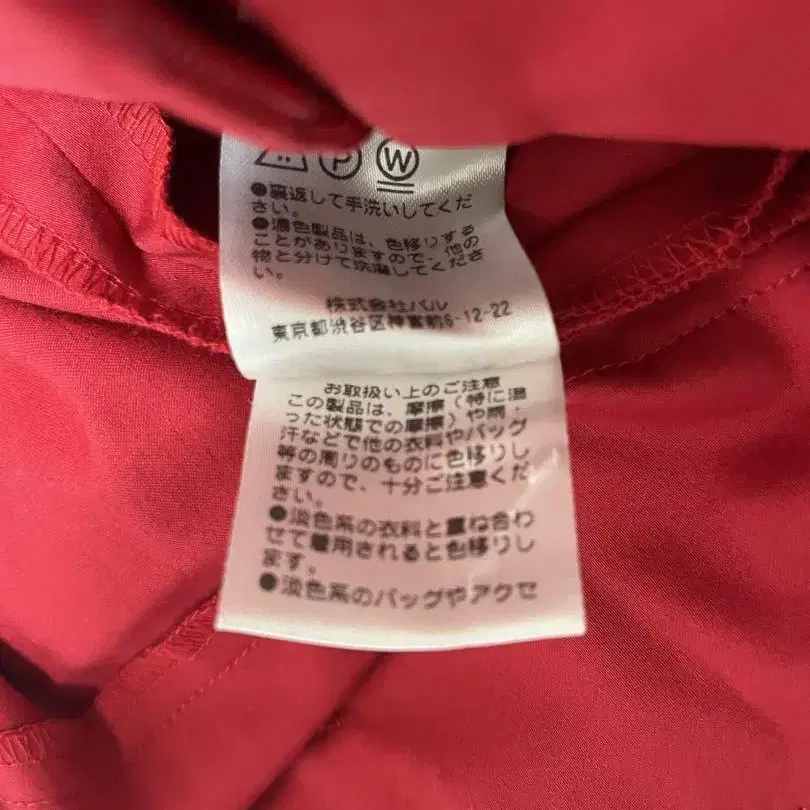 P W
●裏返して手洗いしてくだ
さい。
●濃色製品は、色移りする
ことがありますので、他の
物と分けて洗濯してくださ
い。
株式会社パル
東京都渋谷区神宮前6-12-22
お取扱い上のご注意
この製品は、摩擦（特に湿
った状態での摩擦）や雨・
汗などで他の衣料やバッグ
等の周りのものに色移りし
ますので、十分ご注意くだ
さい。
●淡色系の衣料と重ね合わ
せて着用されると色移りし
ます。
●淡色系のバッグやアクセ